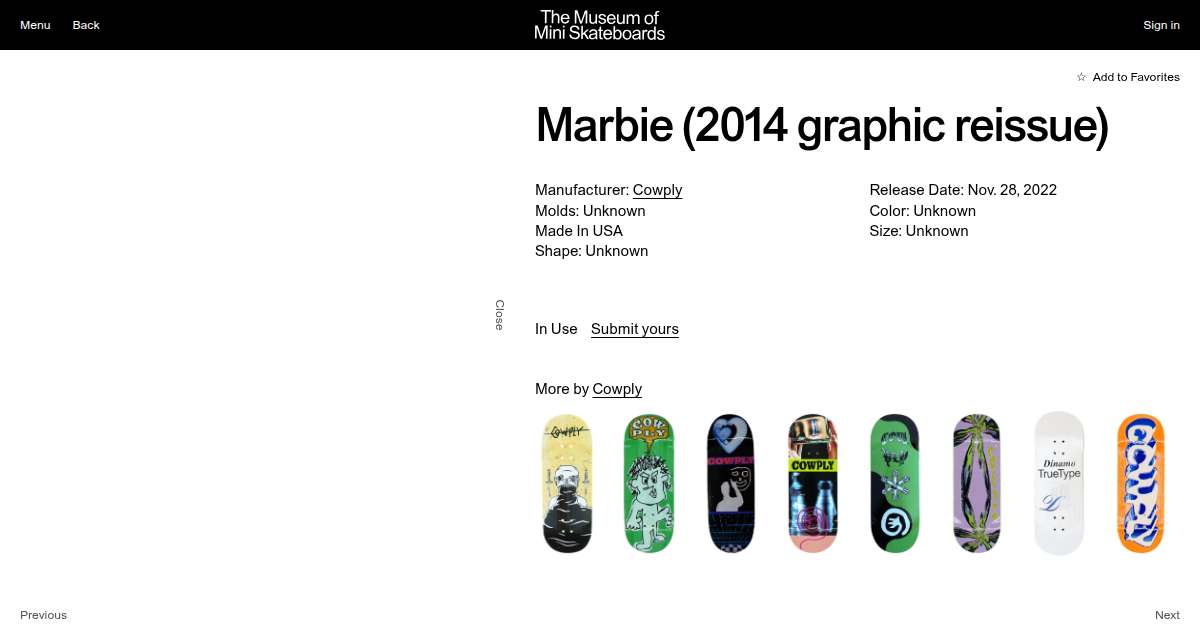 Menu
Back
The Museum of
Mini Skateboards
Sign in
☆ Add to Favorites
Marbie (2014 graphic reissue)
Manufacturer: Cowply
Molds: Unknown
Made In USA
Shape: Unknown
Release Date: Nov. 28, 2022
Color: Unknown
Size: Unknown
Close
In Use
Submit yours
More by Cowply
COWPLY
COW
PLY
COWPLY
COWPLY
Dinamo
TrueType
D
COWPLY
Previous
Next